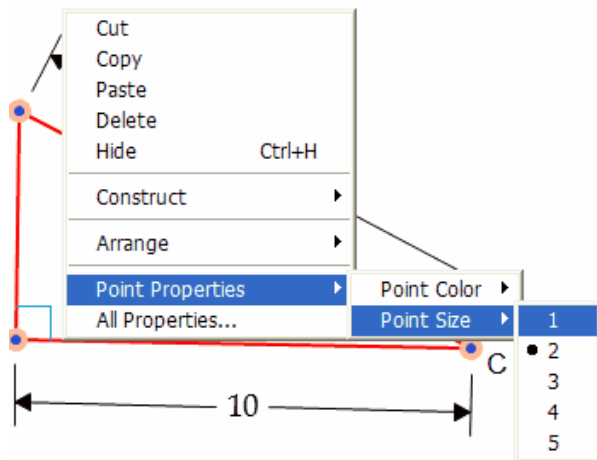 Cut
Copy
Paste
Delete
Hide Ctrl+H
Construct
Arrange
Point Properties
All Properties...
Point Color
Point Size
1
2
3
4
5
C
10